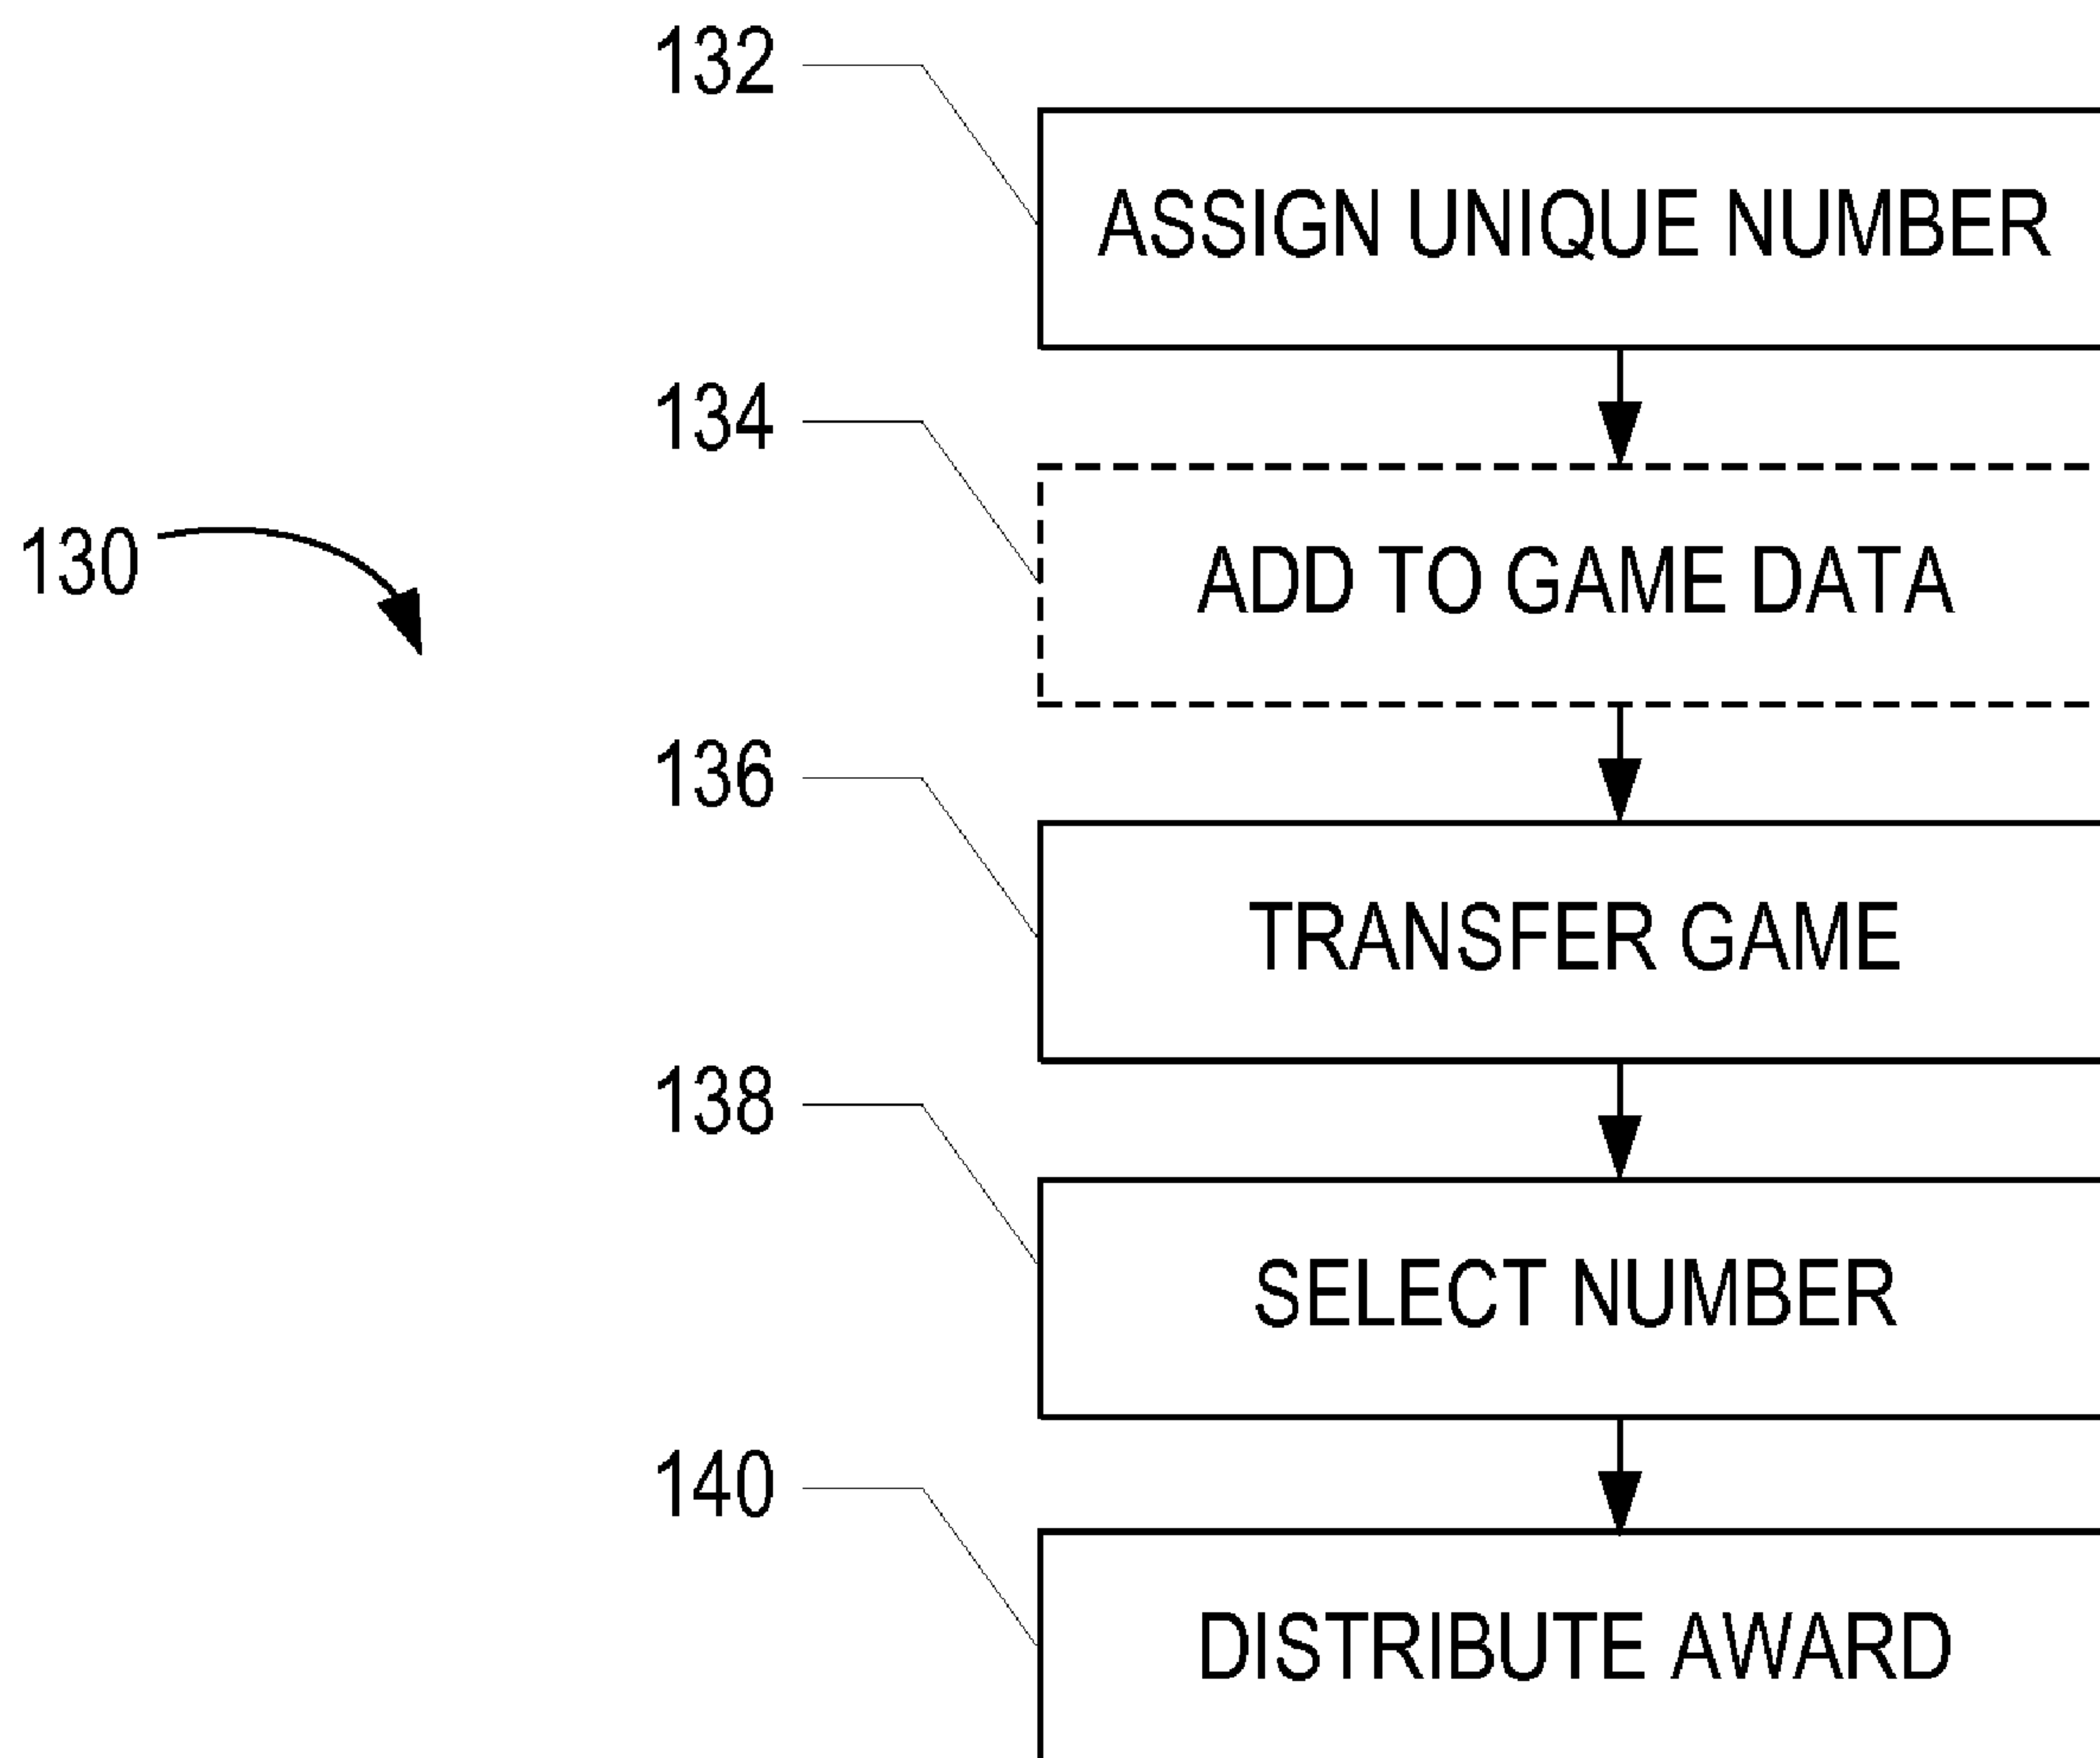 132
ASSIGN UNIQUE NUMBER
134
130
ADD TO GAME DATA
136
TRANSFER GAME
138
SELECT NUMBER
140
DISTRIBUTE AWARD